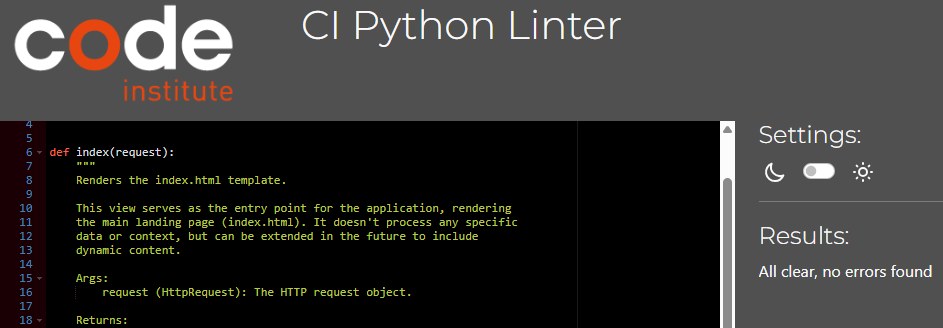 code
institute
CI Python Linter
4
5
6 def index(request):
7 """
8 Renders the index.html template.
9
10 This view serves as the entry point for the application, rendering
11 the main landing page (index.html). It doesn't process any specific
12 data or context, but can be extended in the future to include
13 dynamic content.
14
15 Args:
16 request (HttpRequest): The HTTP request object.
17
18 Returns:
Settings:
Results:
All clear, no errors found